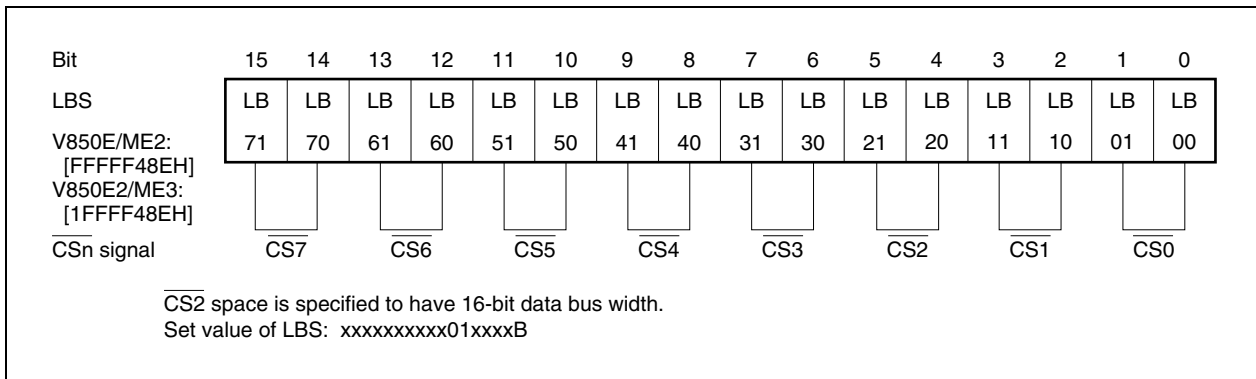 Bit 15 14 13 12 11 10 9 8 7 6 5 4 3 2 1 0
LBS LB LB LB LB LB LB LB LB LB LB LB LB LB LB LB LB
V850E/ME2: 71 70 61 60 51 50 41 40 31 30 21 20 11 10 01 00
[FFFFF48EH]
V850E2/ME3:
[1FFFF48EH]
CSn signal CS7 CS6 CS5 CS4 CS3 CS2 CS1 CS0
CS2 space is specified to have 16-bit data bus width.
Set value of LBS: xxxxxxxxxx01xxxxB